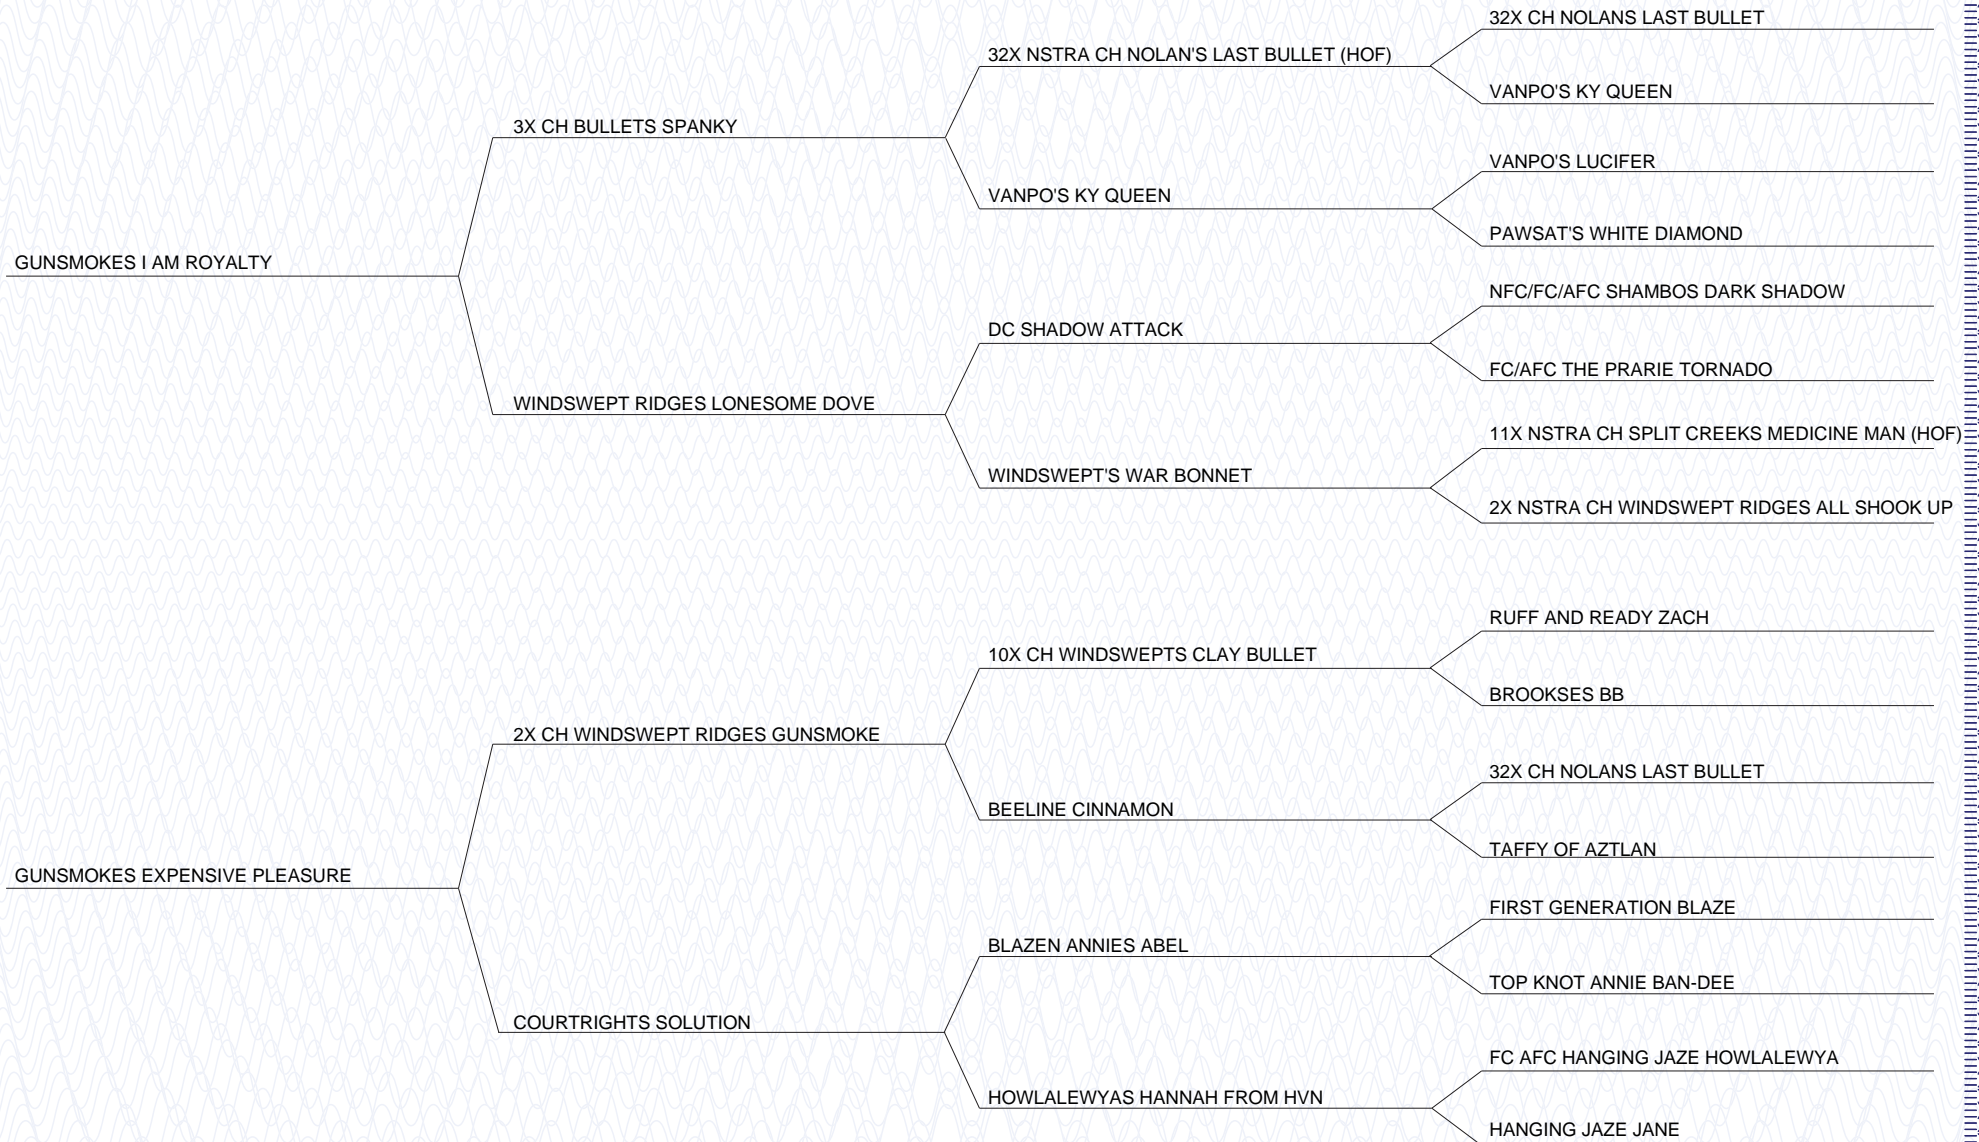 32X CH NOLANS LAST BULLET
32X NSTRA CH NOLAN'S LAST BULLET (HOF)
VANPO'S KY QUEEN
3X CH BULLETS SPANKY
VANPO'S LUCIFER
VANPO'S KY QUEEN
PAWSAT'S WHITE DIAMOND
GUNSMOKES I AM ROYALTY
NFC/FC/AFC SHAMBOS DARK SHADOW
DC SHADOW ATTACK
FC/AFC THE PRARIE TORNADO
WINDSWEPT RIDGES LONESOME DOVE
11X NSTRA CH SPLIT CREEKS MEDICINE MAN (HOF)
WINDSWEPT'S WAR BONNET
2X NSTRA CH WINDSWEPT RIDGES ALL SHOOK UP
RUFF AND READY ZACH
10X CH WINDSWEPTS CLAY BULLET
BROOKSES BB
2X CH WINDSWEPT RIDGES GUNSMOKE
32X CH NOLANS LAST BULLET
BEELINE CINNAMON
TAFFY OF AZTLAN
GUNSMOKES EXPENSIVE PLEASURE
FIRST GENERATION BLAZE
BLAZEN ANNIES ABEL
TOP KNOT ANNIE BAN-DEE
COURTRIGHTS SOLUTION
FC AFC HANGING JAZE HOWLALEWYA
HOWLALEWYAS HANNAH FROM HVN
HANGING JAZE JANE